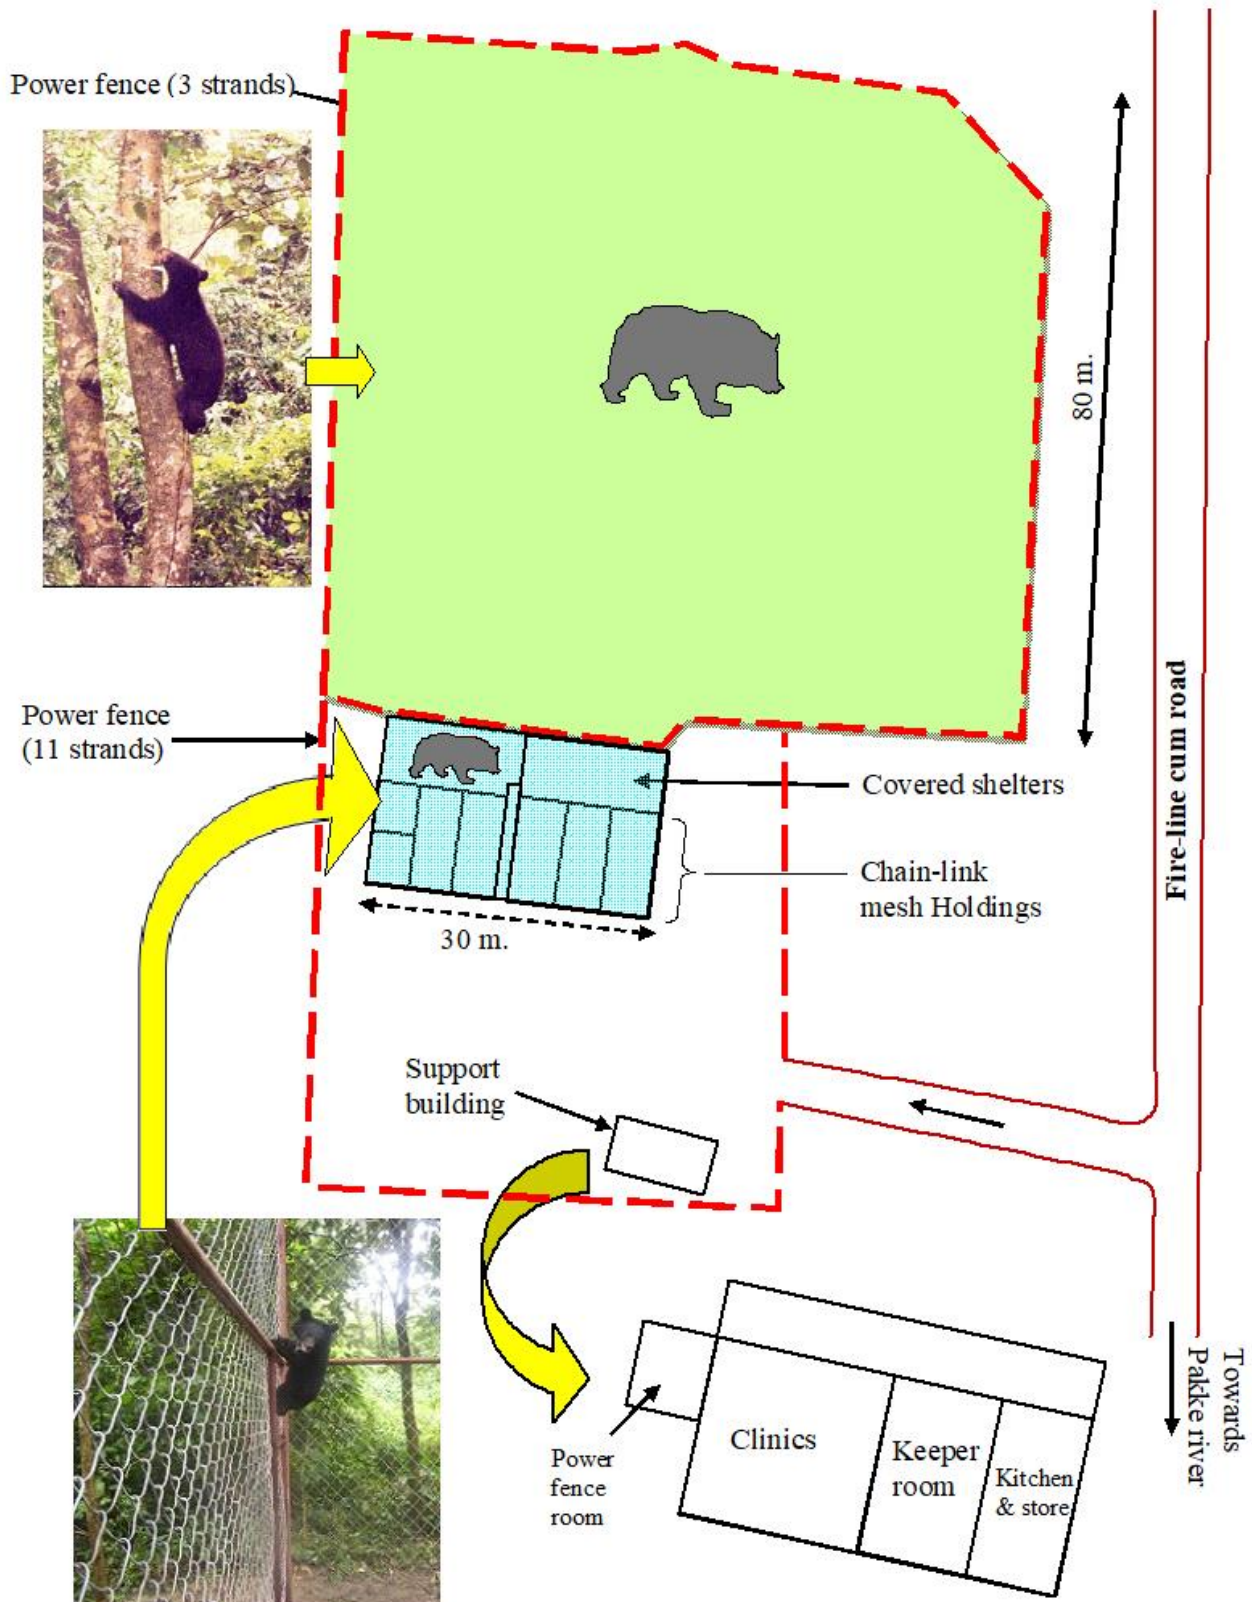 Power fence (3 strands)
80 m.
Fire-line cum road
Power fence
(11 strands)
Covered shelters
Chain-link
mesh Holdings
30 m.
Support
building
Towards
Pakke river
Power
fence
room
Clinics
Keeper
room
Kitchen
& store